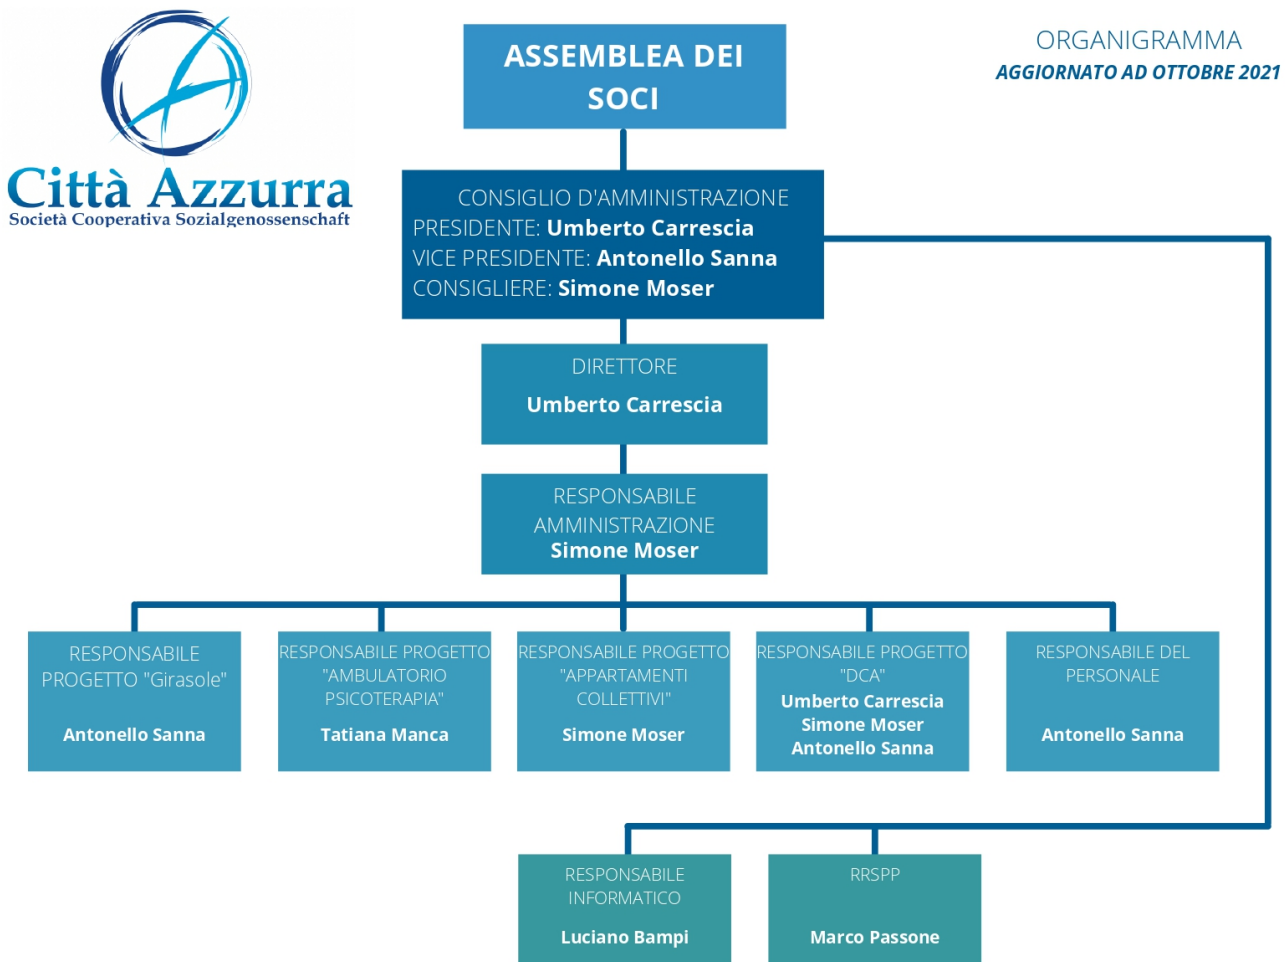 Città Azzurra
Società Cooperativa Sozialgenossenschaft
ORGANIGRAMMA
AGGIORNATO AD OTTOBRE 2021
ASSEMBLEA DEI
SOCI
CONSIGLIO D'AMMINISTRAZIONE
PRESIDENTE: Umberto Carrescia
VICE PRESIDENTE: Antonello Sanna
CONSIGLIERE: Simone Moser
DIRETTORE
Umberto Carrescia
RESPONSABILE
AMMINISTRAZIONE
Simone Moser
RESPONSABILE
PROGETTO "Girasole"
Antonello Sanna
RESPONSABILE PROGETTO
"AMBULATORIO
PSICOTERAPIA"
Tatiana Manca
RESPONSABILE PROGETTO
"APPARTAMENTI
COLLETTIVI"
Simone Moser
RESPONSABILE PROGETTO
"DCA"
Umberto Carrescia
Simone Moser
Antonello Sanna
RESPONSABILE DEL
PERSONALE
Antonello Sanna
RESPONSABILE
INFORMATICO
Luciano Bampi
RRSPP
Marco Passone